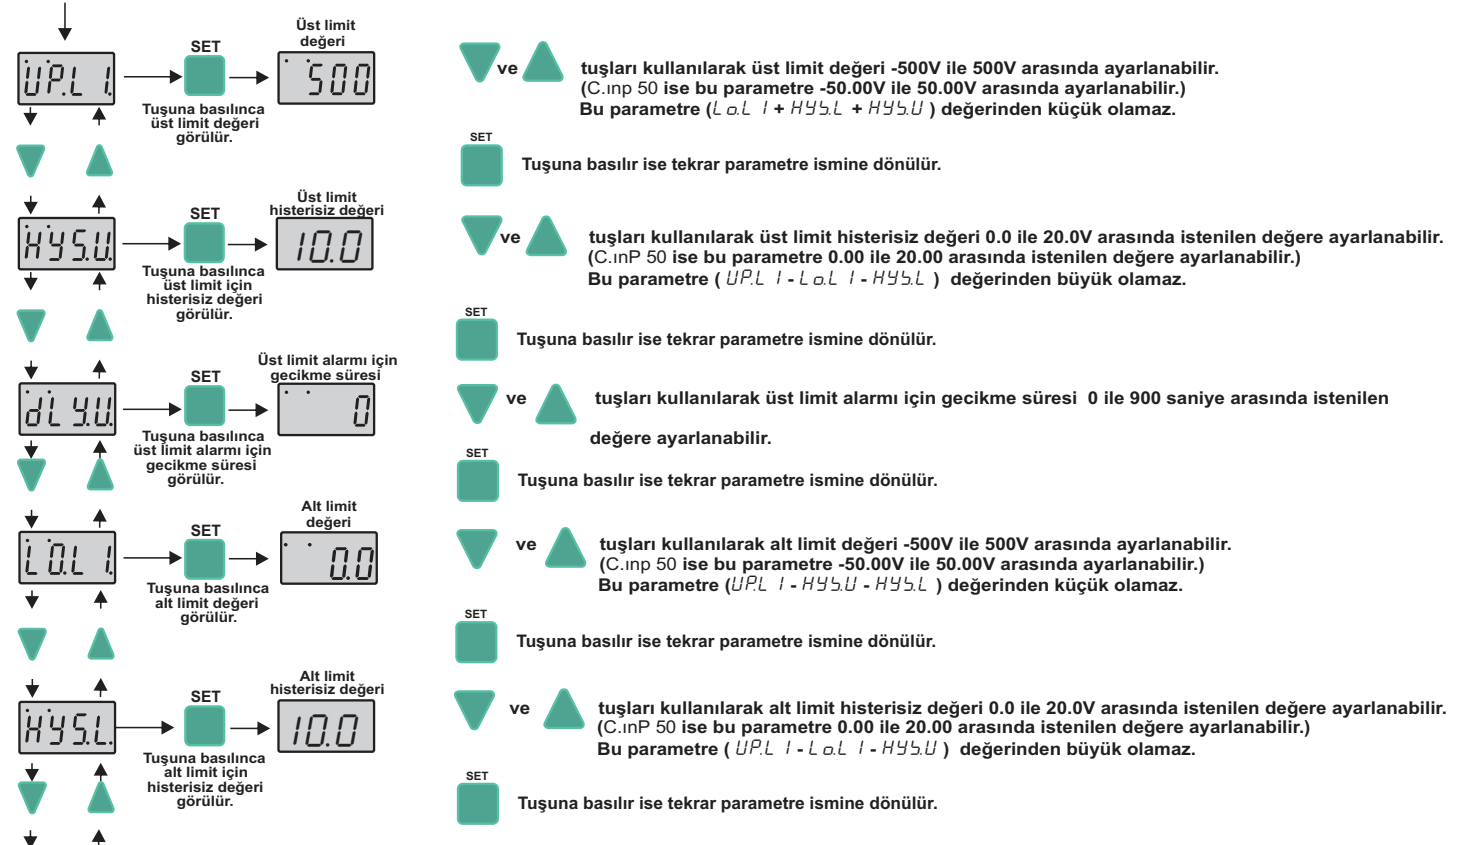 Üst limit
değeri
SET
UP.L I.
500
Tuşuna basılınca
üst limit değeri
görülür.
ve tuşları kullanılarak üst limit değeri -500V ile 500V arasında ayarlanabilir.
(C.ınp 50 ise bu parametre -50.00V ile 50.00V arasında ayarlanabilir.)
Bu parametre (Lo.L I + HYS.L + HYS.U ) değerinden küçük olamaz.
SET
Tuşuna basılır ise tekrar parametre ismine dönülür.
Üst limit
histerisiz değeri
SET
HYS.U.
10.0
Tuşuna basılınca
üst limit için
histerisiz değeri
görülür.
ve tuşları kullanılarak üst limit histerisiz değeri 0.0 ile 20.0V arasında istenilen değere ayarlanabilir.
(C.ınP 50 ise bu parametre 0.00 ile 20.00 arasında istenilen değere ayarlanabilir.)
Bu parametre ( UP.L I - Lo.L I - HYS.L ) değerinden büyük olamaz.
SET
Tuşuna basılır ise tekrar parametre ismine dönülür.
Üst limit alarmı için
gecikme süresi
SET
dLY.U.
0
Tuşuna basılınca
üst limit alarmı için
gecikme süresi
görülür.
ve tuşları kullanılarak üst limit alarmı için gecikme süresi 0 ile 900 saniye arasında istenilen
değere ayarlanabilir.
SET
Tuşuna basılır ise tekrar parametre ismine dönülür.
Alt limit
değeri
SET
LO.L I.
0.0
Tuşuna basılınca
alt limit değeri
görülür.
ve tuşları kullanılarak alt limit değeri -500V ile 500V arasında ayarlanabilir.
(C.ınp 50 ise bu parametre -50.00V ile 50.00V arasında ayarlanabilir.)
Bu parametre (UP.L I - HYS.U - HYS.L ) değerinden küçük olamaz.
SET
Tuşuna basılır ise tekrar parametre ismine dönülür.
Alt limit
histerisiz değeri
SET
HYS.L.
10.0
Tuşuna basılınca
alt limit için
histerisiz değeri
görülür.
ve tuşları kullanılarak alt limit histerisiz değeri 0.0 ile 20.0V arasında istenilen değere ayarlanabilir.
(C.ınP 50 ise bu parametre 0.00 ile 20.00 arasında istenilen değere ayarlanabilir.)
Bu parametre ( UP.L I - Lo.L I - HYS.U ) değerinden büyük olamaz.
SET
Tuşuna basılır ise tekrar parametre ismine dönülür.